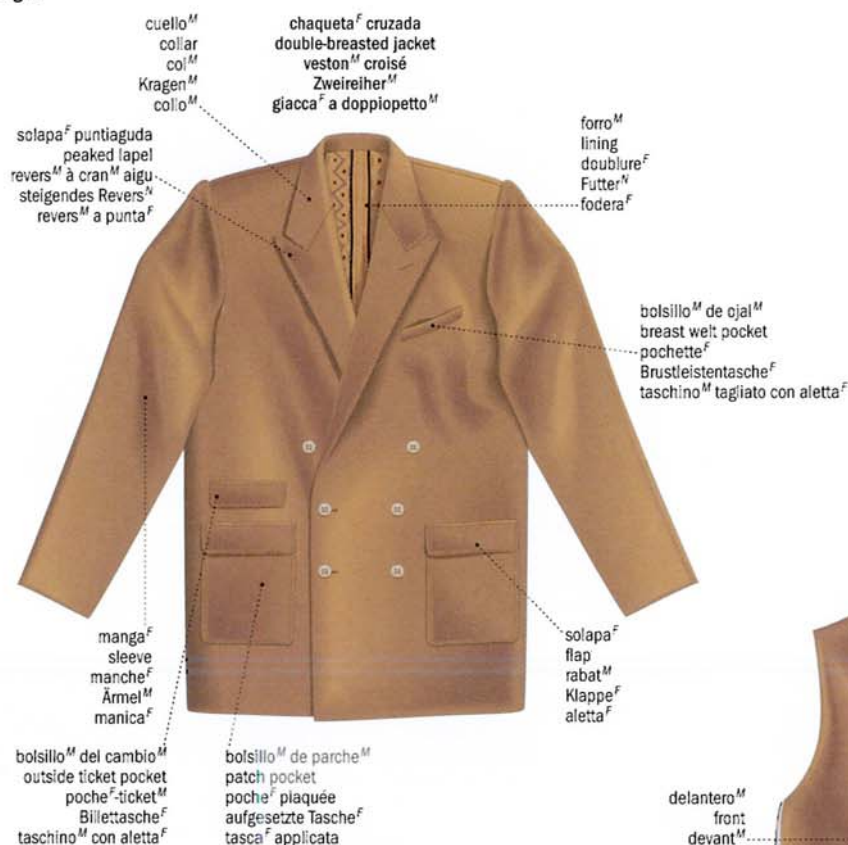 cuello^M
collar
col^M
Kragen^M
collo^M
chaqueta^F cruzada
double-breasted jacket
veston^M croisé
Zweireiher^M
giacca^F a doppiopetto^M
solapa^F puntiaguda
peaked lapel
revers^M à cran^M aigu
steigendes Revers^N
revers^M a punta^F
forro^M
lining
doublure^F
Futter^N
fodera^F
bolsillo^M de ojal^M
breast welt pocket
pochette^F
Brustleistentasche^F
taschino^M tagliato con aletta^F
manga^F
sleeve
manche^F
Ärmel^M
manica^F
solapa^F
flap
rabat^M
Klappe^F
aletta^F
bolsillo^M del cambio^M
outside ticket pocket
poche^F-ticket^M
Billettasche^F
taschino^M con aletta^F
bolsillo^M de parche^M
patch pocket
poche^F plaquée
aufgesetzte Tasche^F
tasca^F applicata
delantero^M
front
devant^M